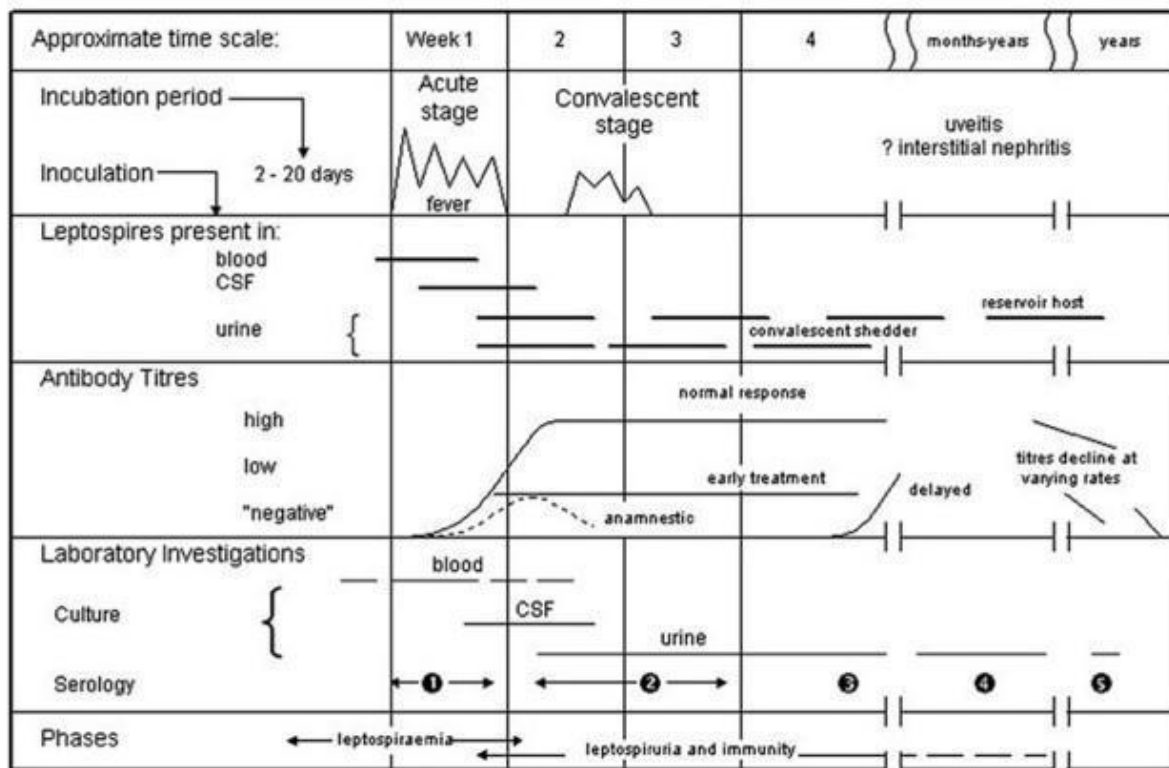 Approximate time scale: Week 1 2 3 4 months-years years
Incubation period
Acute
stage
Convalescent
stage
uveitis
? interstitial nephritis
Inoculation 2 - 20 days
fever
Leptospires present in:
blood
CSF
reservoir host
urine {
convalescent shedder
Antibody Titres
normal response
high
low
titres decline at
varying rates
early treatment
delayed
"negative"
anamnestic
Laboratory Investigations
blood
Culture {
CSF
urine
Serology ❶ ❷ ❸ ❹ ❺
Phases leptospiraemia
leptospiruria and immunity